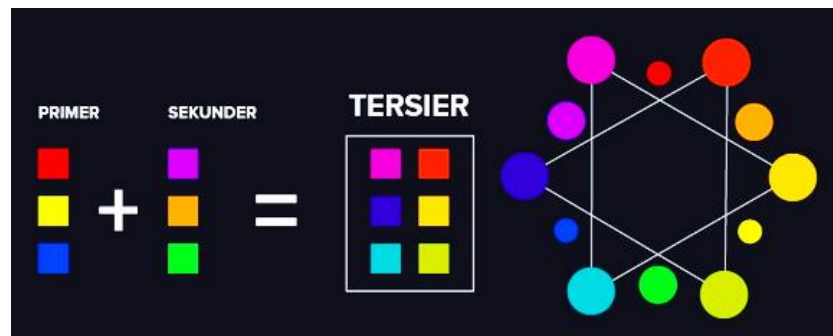 PRIMER
SEKUNDER
TERSIER
+
=